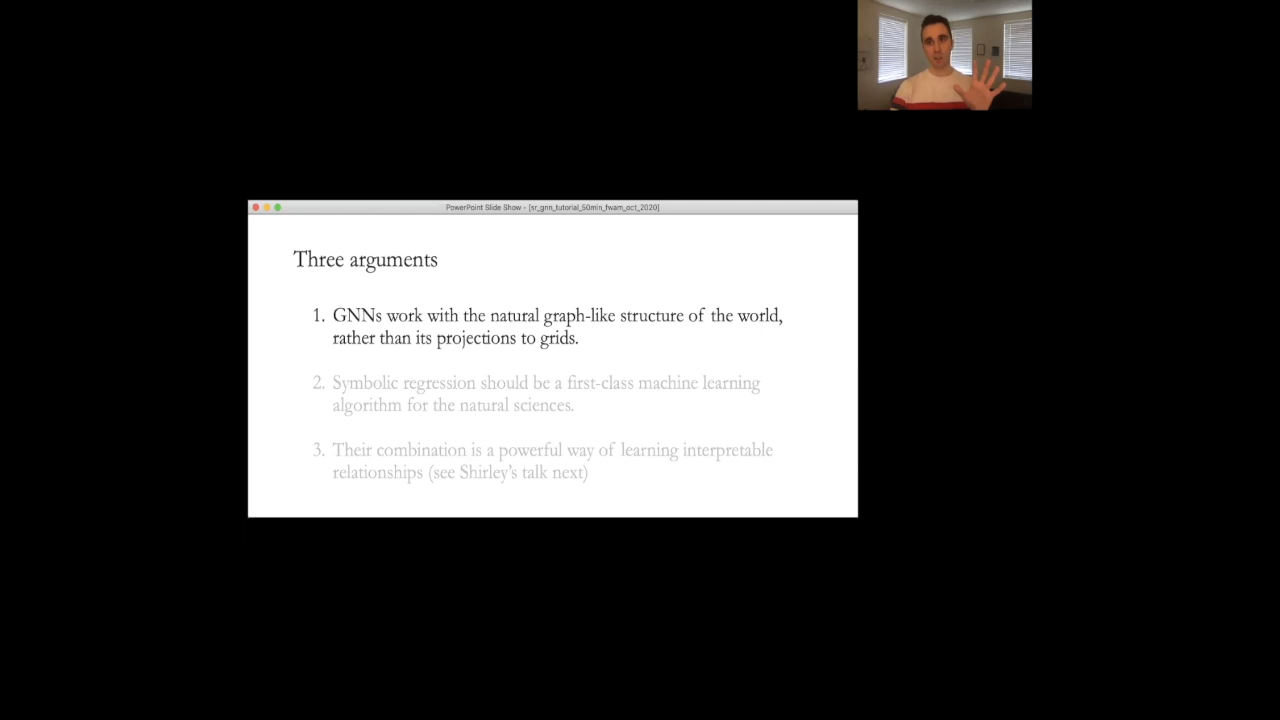 PowerPoint Slide Show - [sr_gnn_tutorial_50min_fwam_oct_2020]
Three arguments
1. GNNs work with the natural graph-like structure of the world,
rather than its projections to grids.
2. Symbolic regression should be a first-class machine learning
algorithm for the natural sciences.
3. Their combination is a powerful way of learning interpretable
relationships (see Shirley's talk next)